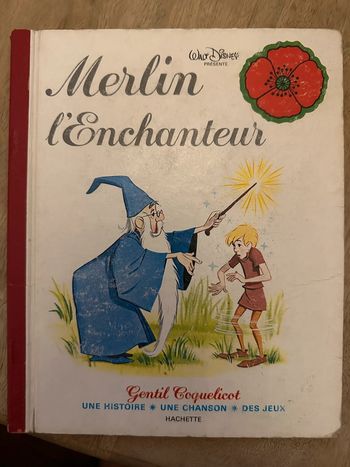 WALT DISNEY
PRÉSENTE
Merlin
l'Enchanteur
Gentil Coquelicot
UNE HISTOIRE * UNE CHANSON * DES JEUX
HACHETTE